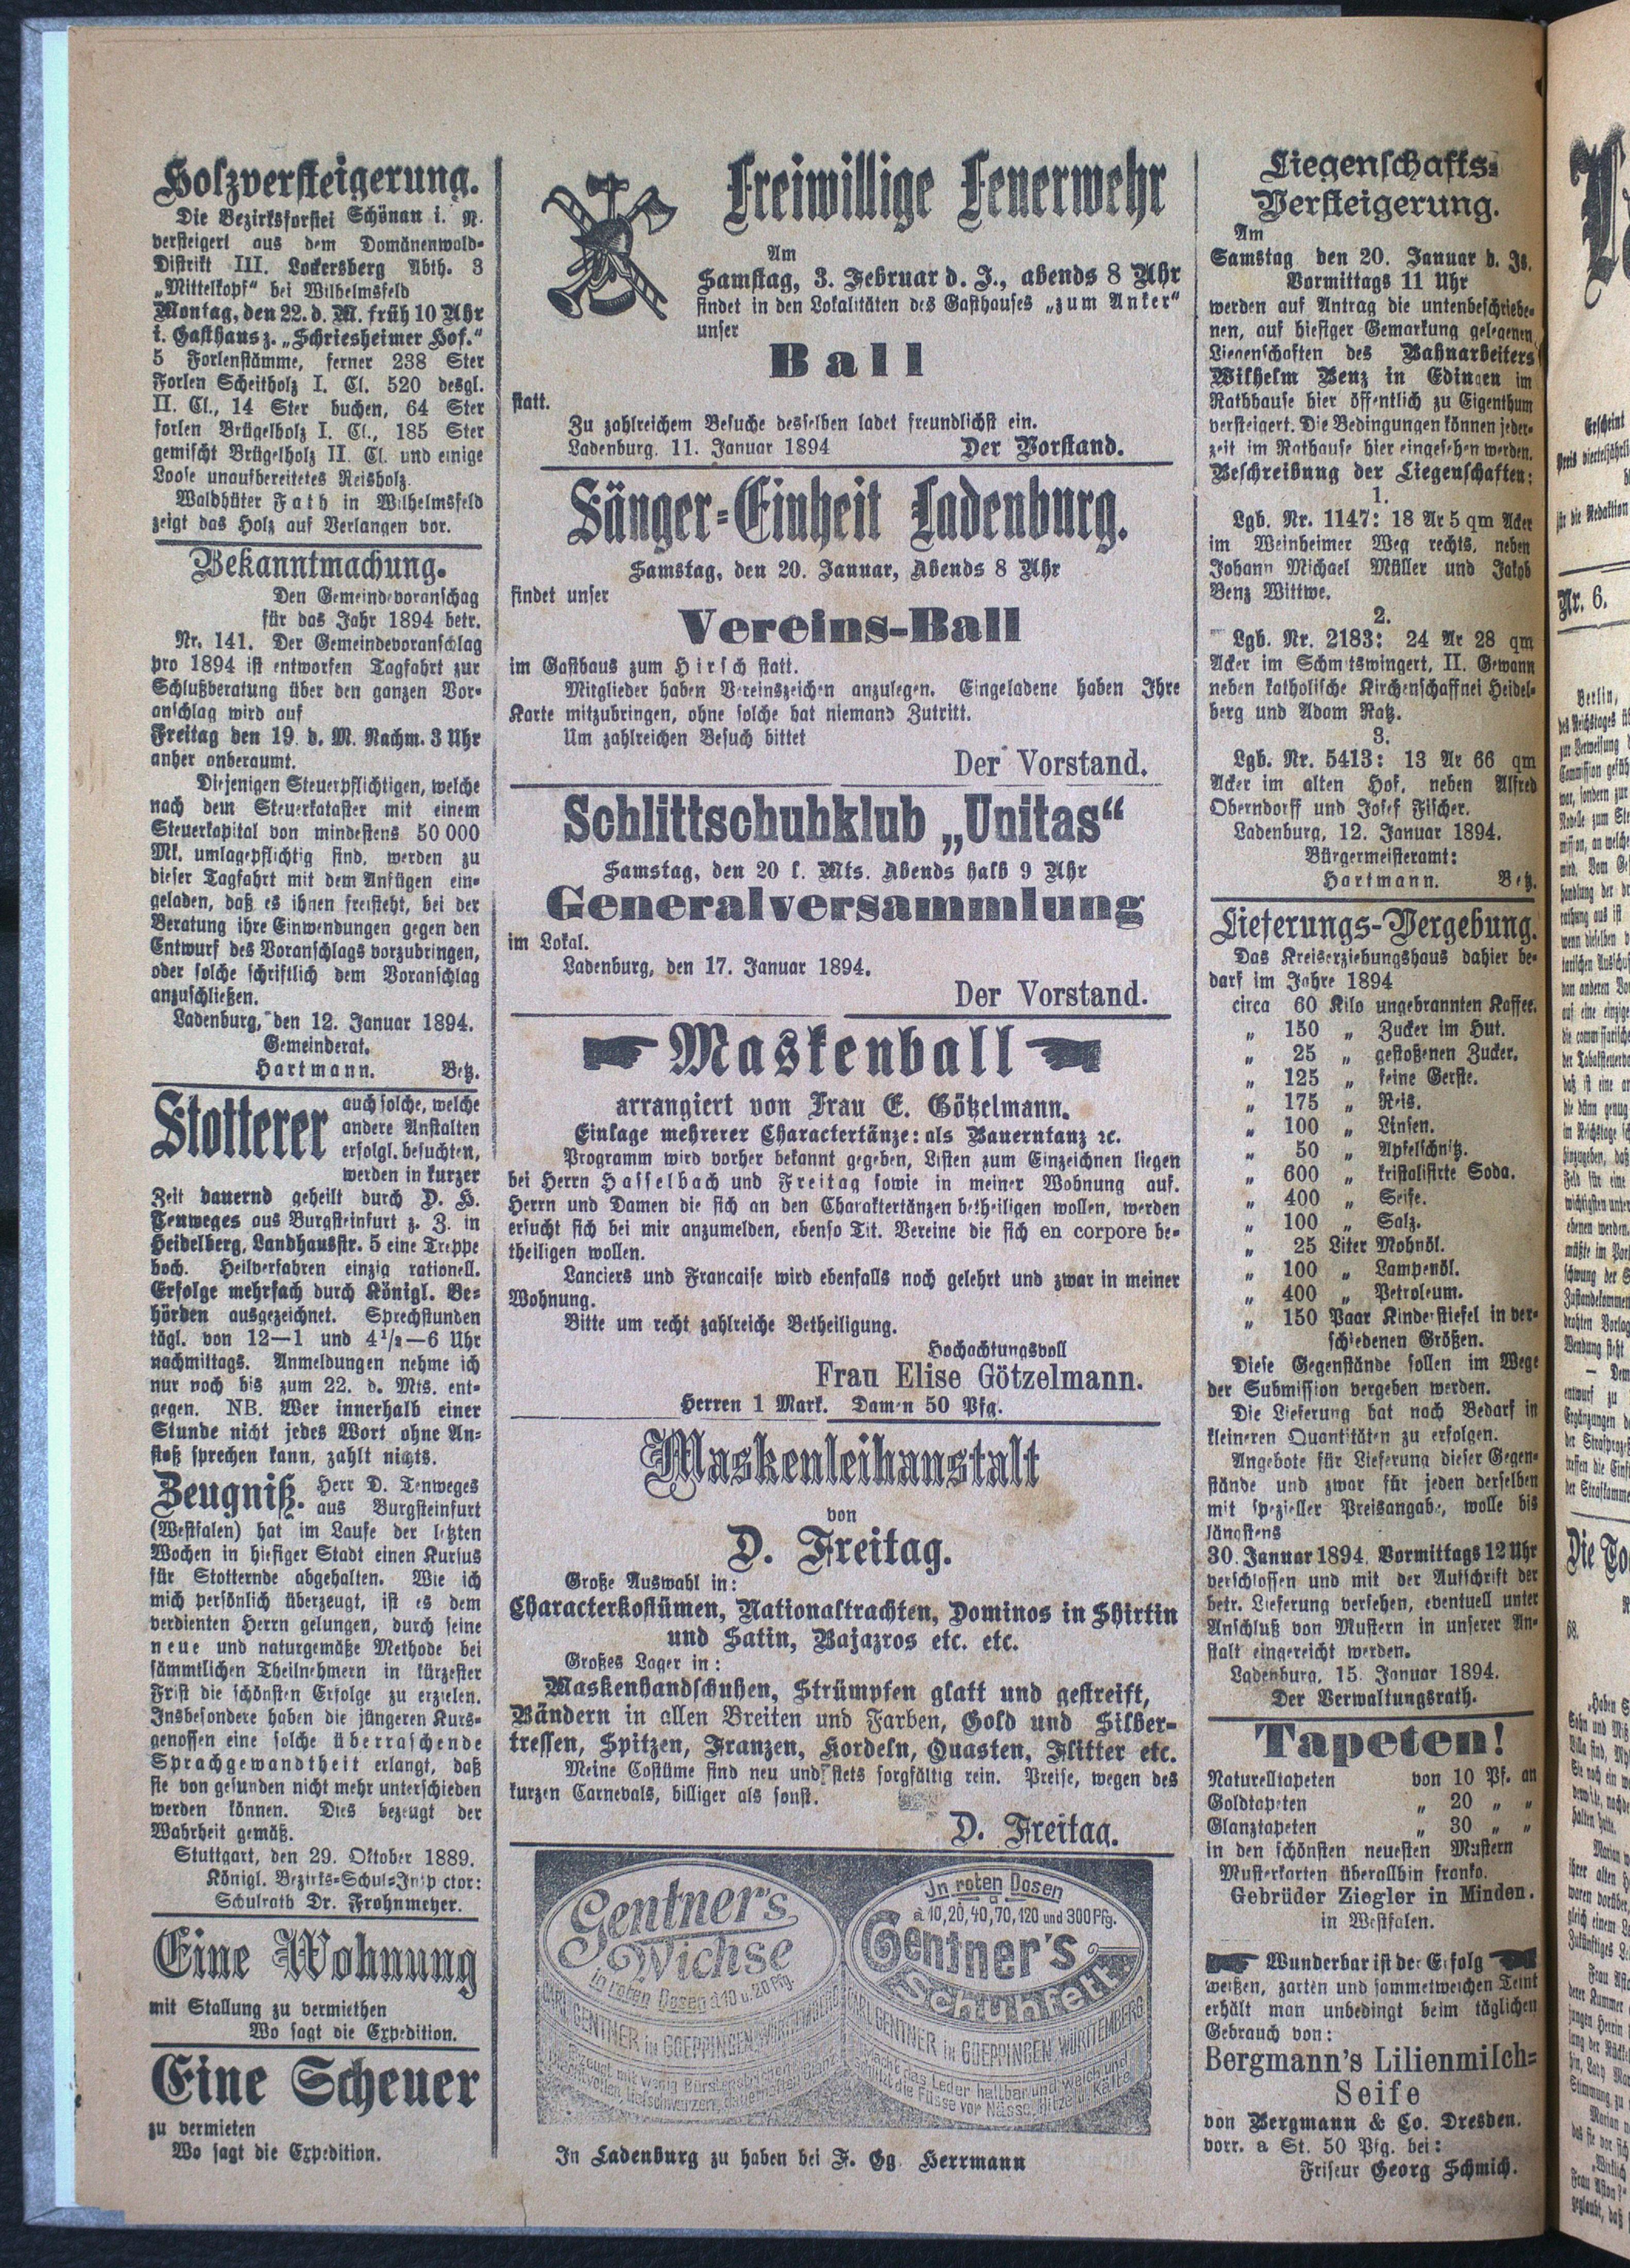 Holzversteigerung.
Die Bezirksforstei Schönau i. N.
versteigert aus dem Domänenwald-
Distrikt III. Lockersberg Abth. 3
„Mittelkopf“ bei Wilhelmsfeld
Montag, den 22. d. M. früh 10 Uhr
i. Gasthaus z. „Schriesheimer Hof.“
5 Forlenstämme, ferner 238 Ster
Forlen Scheitholz I. Cl. 520 desgl.
II. Cl., 14 Ster buchen, 64 Ster
forlen Brügelholz I. Cl., 185 Ster
gemischt Brügelholz II. Cl. und einige
Loose unaufbereitetes Reisholz.
Waldhüter Fath in Wilhelmsfeld
zeigt das Holz auf Verlangen vor.
Bekanntmachung.
Den Gemeindevoranschag
für das Jahr 1894 betr.
Nr. 141. Der Gemeindevoranschlag
pro 1894 ist entworfen Tagfahrt zur
Schlußberatung über den ganzen Vor-
anschlag wird auf
Freitag den 19. d. M. Nachm. 3 Uhr
anher anberaumt.
Diejenigen Steuerpflichtigen, welche
nach dem Steuerkataster mit einem
Steuerkapital von mindestens 50 000
Mk. umlagepflichtig sind, werden zu
dieser Tagfahrt mit dem Anfügen ein-
geladen, daß es ihnen freisteht, bei der
Beratung ihre Einwendungen gegen den
Entwurf des Voranschlags vorzubringen,
oder solche schriftlich dem Voranschlag
anzuschließen.
Ladenburg, den 12. Januar 1894.
Gemeinderat.
Hartmann. Betz.
Stotterer auch solche, welche
andere Anstalten
erfolgl. besuchten,
werden in kurzer
Zeit dauernd geheilt durch D. H.
Tenweges aus Burgsteinfurt z. Z. in
Heidelberg, Landhausstr. 5 eine Treppe
hoch. Heilverfahren einzig rationell.
Erfolge mehrfach durch Königl. Be-
hörden ausgezeichnet. Sprechstunden
tägl. von 12—1 und 4 1/2—6 Uhr
nachmittags. Anmeldungen nehme ich
nur noch bis zum 22. d. Mts. ent-
gegen. NB. Wer innerhalb einer
Stunde nicht jedes Wort ohne An-
stoß sprechen kann, zahlt nichts.
Zeugniß. Herr D. Tenweges
aus Burgsteinfurt
(Westfalen) hat im Laufe der letzten
Wochen in hiesiger Stadt einen Kursus
für Stotternde abgehalten. Wie ich
mich persönlich überzeugt, ist es dem
verdienten Herrn gelungen, durch seine
neue und naturgemäße Methode bei
sämmtlichen Theilnehmern in kürzester
Frist die schönsten Erfolge zu erzielen.
Insbesondere haben die jüngeren Kurs-
genossen eine solche überraschende
Sprachgewandtheit erlangt, daß
sie von gesunden nicht mehr unterschieden
werden können. Dies bezeugt der
Wahrheit gemäß.
Stuttgart, den 29. Oktober 1889.
Königl. Bezirks-Schul-Insp ctor:
Schulrath Dr. Frohnmeyer.
Eine Wohnung
mit Stallung zu vermiethen
Wo sagt die Expedition.
Eine Scheuer
zu vermieten
Wo sagt die Expedition.
Freiwillige Feuerwehr
Am
Samstag, 3. Februar d. J., abends 8 Uhr
findet in den Lokalitäten des Gasthauses „zum Anker“
unser
Ball
statt.
Zu zahlreichem Besuche desselben ladet freundlichst ein.
Ladenburg, 11. Januar 1894 Der Vorstand.
Sänger-Einheit Ladenburg.
Samstag, den 20. Januar, Abends 8 Uhr
findet unser
Vereins-Ball
im Gasthaus zum Hirsch statt.
Mitglieder haben Vereinszeichen anzulegen. Eingeladene haben Ihre
Karte mitzubringen, ohne solche hat niemand Zutritt.
Um zahlreichen Besuch bittet
Der Vorstand.
Schlittschuhklub „Unitas“
Samstag, den 20 l. Mts. Abends halb 9 Uhr
Generalversammlung
im Lokal.
Ladenburg, den 17. Januar 1894.
Der Vorstand.
Maskenball
arrangiert von Frau E. Götzelmann.
Einlage mehrerer Charactertänze: als Bauerntanz ꝛc.
Programm wird vorher bekannt gegeben, Listen zum Einzeichnen liegen
bei Herrn Hasselbach und Freitag sowie in meiner Wohnung auf.
Herrn und Damen die sich an den Charaktertänzen betheiligen wollen, werden
ersucht sich bei mir anzumelden, ebenso Tit. Vereine die sich en corpore be-
theiligen wollen.
Lanciers und Francaise wird ebenfalls noch gelehrt und zwar in meiner
Wohnung.
Bitte um recht zahlreiche Betheiligung.
Hochachtungsvoll
Frau Elise Götzelmann.
Herren 1 Mark. Damen 50 Pfg.
Maskenleihanstalt
von
D. Freitag.
Große Auswahl in:
Characterkostümen, Nationaltrachten, Dominos in Shirtin
und Satin, Bajazros etc. etc.
Großes Lager in:
Maskenhandschuhen, Strümpfen glatt und gestreift,
Bändern in allen Breiten und Farben, Gold und Silber-
tressen, Spitzen, Franzen, Kordeln, Quasten, Flitter etc.
Meine Costüme sind neu und stets sorgfältig rein. Preise, wegen des
kurzen Carnevals, billiger als sonst.
D. Freitag.
Gentner's
Wichse
in roten Dosen à 10 u. 20 Pfg.
CARL GENTNER in GOEPPINGEN, WÜRTTEMBERG
Erzeugt mit wenig Bürstenstrichen
tiefschwarzen, dauerhaften Glanz
In roten Dosen
à 10, 20, 40, 70, 120 und 300 Pfg.
Gentner's
Schuhfett
CARL GENTNER in GOEPPINGEN, WÜRTTEMBERG
Macht das Leder haltbar und weich und
schützt die Füsse vor Nässe, Hitze u. Kälte
In Ladenburg zu haben bei F. Gg. Herrmann
Liegenschafts-
Versteigerung.
Am
Samstag den 20. Januar d. Js.
Vormittags 11 Uhr
werden auf Antrag die untenbeschriebe-
nen, auf hiesiger Gemarkung gelegenen
Liegenschaften des Bahnarbeiters
Wilhelm Benz in Edingen im
Rathhause hier öffentlich zu Eigenthum
versteigert. Die Bedingungen können jeder-
zeit im Rathause hier eingesehen werden.
Beschreibung der Liegenschaften:
1.
Lgb. Nr. 1147: 18 Ar 5 qm Acker
im Weinheimer Weg rechts, neben
Johann Michael Müller und Jakob
Benz Wittwe.
2.
Lgb. Nr. 2183: 24 Ar 28 qm
Acker im Schmitswingert, II. Gewann
neben katholische Kirchenschaffnei Heidel-
berg und Adam Ratz.
3.
Lgb. Nr. 5413: 13 Ar 66 qm
Acker im alten Hof, neben Alfred
Oberndorff und Josef Fischer.
Ladenburg, 12. Januar 1894.
Bürgermeisteramt:
Hartmann. Betz.
Lieferungs-Vergebung.
Das Kreiserziehungshaus dahier be-
darf im Jahre 1894
circa 60 Kilo ungebrannten Kaffee.
„ 150 „ Zucker im Hut.
„ 25 „ gestoßenen Zucker.
„ 125 „ feine Gerste.
„ 175 „ Reis.
„ 100 „ Linsen.
„ 50 „ Apfelschnitz.
„ 600 „ kristalisirte Soda.
„ 400 „ Seife.
„ 100 „ Salz.
„ 25 Liter Mohnöl.
„ 100 „ Lampenöl.
„ 400 „ Petroleum.
„ 150 Paar Kinderstiefel in ver-
schiedenen Größen.
Diese Gegenstände sollen im Wege
der Submission vergeben werden.
Die Lieferung hat nach Bedarf in
kleineren Quantitäten zu erfolgen.
Angebote für Lieferung dieser Gegen-
stände und zwar für jeden derselben
mit spezieller Preisangabe, wolle bis
längstens
30. Januar 1894, Vormittags 12 Uhr
verschlossen und mit der Aufschrift der
betr. Lieferung versehen, eventuell unter
Anschluß von Mustern in unserer An-
stalt eingereicht werden.
Ladenburg, 15. Januar 1894.
Der Verwaltungsrath.
Tapeten!
Naturelltapeten von 10 Pf. an
Goldtapeten „ 20 „ „
Glanztapeten „ 30 „ „
in den schönsten neuesten Mustern
Musterkarten überallhin franko.
Gebrüder Ziegler in Minden.
in Westfalen.
Wunderbar ist der Erfolg
weißen, zarten und sammetweichen Teint
erhält man unbedingt beim täglichen
Gebrauch von:
Bergmann's Lilienmilch-
Seife
von Bergmann & Co. Dresden.
vorr. a St. 50 Pfg. bei:
Friseur Georg Schmich.
Erscheint
Nr. 6.
Berlin,